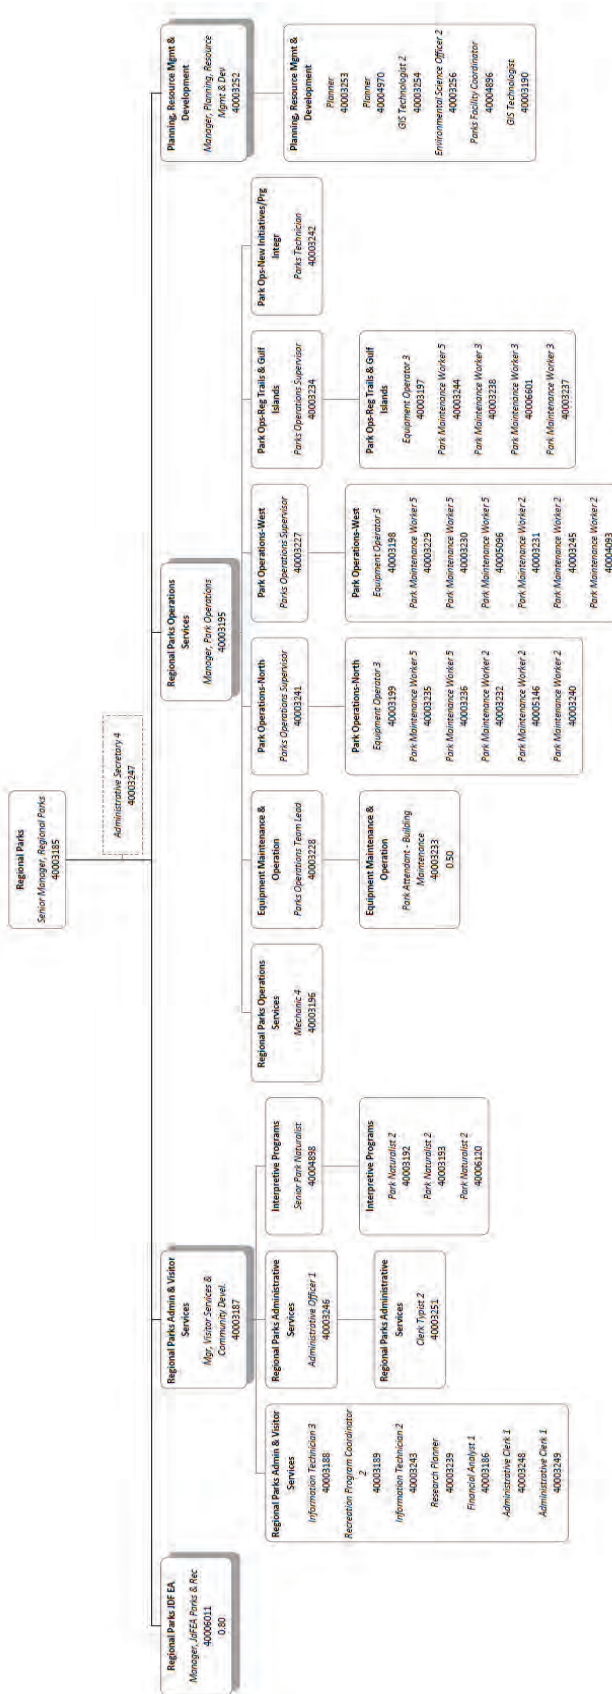 Regional Parks
Senior Manager, Regional Parks
40003185
Administrative Secretary 4
40003247
Regional Parks JDF EA
Manager, JdFEA Parks & Rec
40006011
0.80
Regional Parks Admin & Visitor
Services
Mgr, Visitor Services &
Community Devel.
40003187
Regional Parks Admin & Visitor
Services
Information Technician 3
40003188
Recreation Program Coordinator
2
40003189
Information Technician 2
40003243
Research Planner
40003239
Financial Analyst 1
40003186
Administrative Clerk 1
40003248
Administrative Clerk 1
40003249
Regional Parks Administrative
Services
Administrative Officer 1
40003246
Regional Parks Administrative
Services
Clerk Typist 2
40003251
Interpretive Programs
Senior Park Naturalist
40004898
Interpretive Programs
Park Naturalist 2
40003192
Park Naturalist 2
40003193
Park Naturalist 2
40006120
Regional Parks Operations
Services
Manager, Park Operations
40003195
Regional Parks Operations
Services
Mechanic 4
40003196
Equipment Maintenance &
Operation
Parks Operations Team Lead
40003228
Equipment Maintenance &
Operation
Park Attendant - Building
Maintenance
40003233
0.50
Park Operations-North
Parks Operations Supervisor
40003241
Park Operations-North
Equipment Operator 3
40003199
Park Maintenance Worker 5
40003235
Park Maintenance Worker 5
40003236
Park Maintenance Worker 2
40003232
Park Maintenance Worker 2
40005146
Park Maintenance Worker 2
40003240
Park Operations-West
Parks Operations Supervisor
40003227
Park Operations-West
Equipment Operator 3
40003198
Park Maintenance Worker 5
40003229
Park Maintenance Worker 5
40003230
Park Maintenance Worker 5
40005096
Park Maintenance Worker 2
40003231
Park Maintenance Worker 2
40003245
Park Maintenance Worker 2
40004093
Park Ops-Reg Trails & Gulf
Islands
Parks Operations Supervisor
40003234
Park Ops-Reg Trails & Gulf
Islands
Equipment Operator 3
40003197
Park Maintenance Worker 5
40003244
Park Maintenance Worker 3
40003238
Park Maintenance Worker 3
40006601
Park Maintenance Worker 3
40003237
Park Ops-New Initiatives/Prg
Integr
Parks Technician
40003242
Planning, Resource Mgmt &
Development
Manager, Planning, Resource
Mgmt & Dev
40003252
Planning, Resource Mgmt &
Development
Planner
40003253
Planner
40004970
GIS Technologist 2
40003254
Environmental Science Officer 2
40003256
Parks Facility Coordinator
40004896
GIS Technologist
40003190